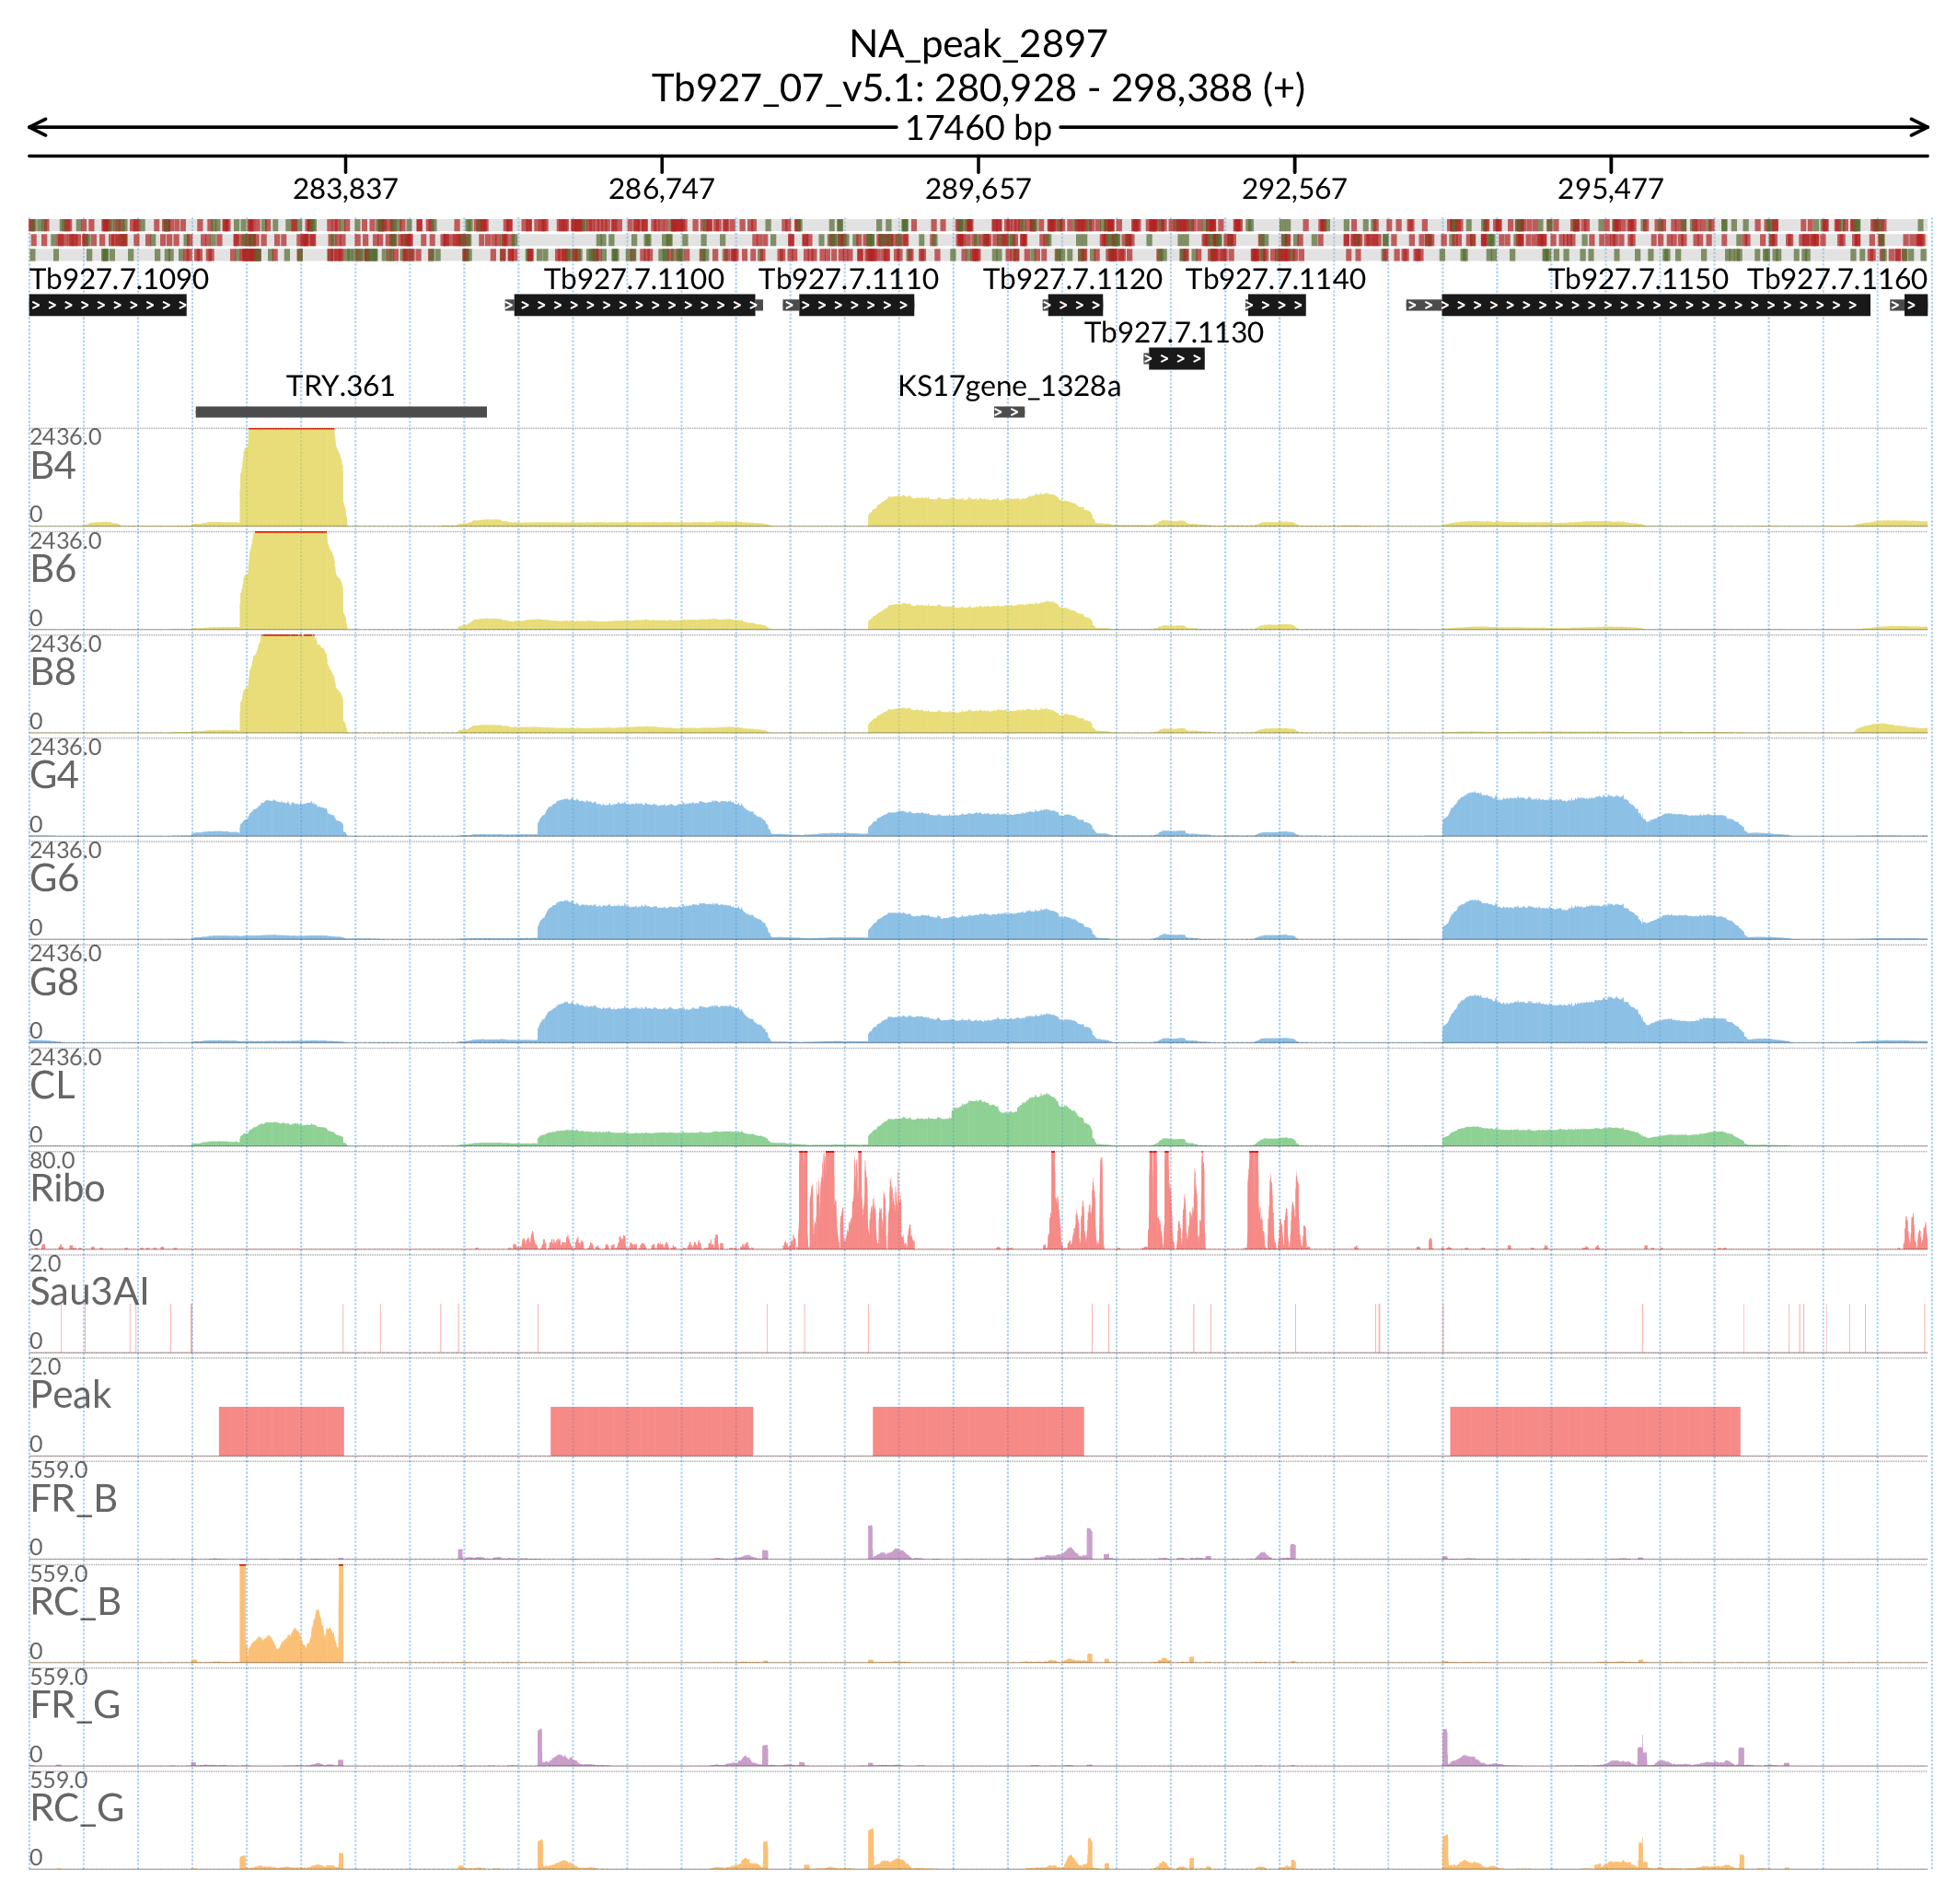 NA_peak_2897
Tb927_07_v5.1: 280,928 - 298,388 (+)
17460 bp
283,837 286,747 289,657 292,567 295,477
Tb927.7.1090 Tb927.7.1100 Tb927.7.1110 Tb927.7.1120 Tb927.7.1140 Tb927.7.1150 Tb927.7.1160
Tb927.7.1130
TRY.361 KS17gene_1328a
2436.0
B4
0
2436.0
B6
0
2436.0
B8
0
2436.0
G4
0
2436.0
G6
0
2436.0
G8
0
2436.0
CL
0
80.0
Ribo
0
2.0
Sau3AI
0
2.0
Peak
0
559.0
FR_B
0
559.0
RC_B
0
559.0
FR_G
0
559.0
RC_G
0